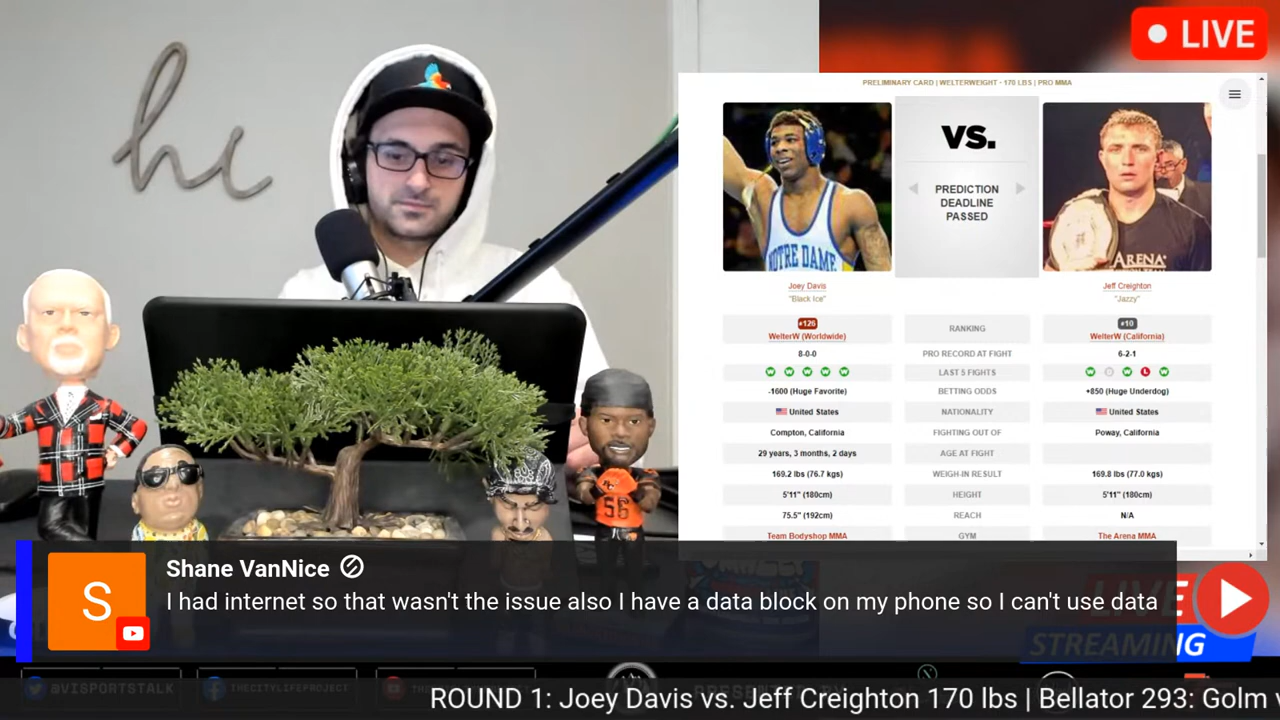 hi
LIVE
PRELIMINARY CARD | WELTERWEIGHT - 170 LBS | PRO MMA
VS.
PREDICTION
DEADLINE
PASSED
NOTRE DAME
ARENA
Joey Davis
Jeff Creighton
"Black Ice"
"Jazzy"
#126 RANKING #10
WelterW (Worldwide) WelterW (California)
8-0-0 PRO RECORD AT FIGHT 6-2-1
W W W W W LAST 5 FIGHTS W D W L W
-1600 (Huge Favorite) BETTING ODDS +850 (Huge Underdog)
United States NATIONALITY United States
Compton, California FIGHTING OUT OF Poway, California
29 years, 3 months, 2 days AGE AT FIGHT
169.2 lbs (76.7 kgs) WEIGH-IN RESULT 169.8 lbs (77.0 kgs)
5'11" (180cm) HEIGHT 5'11" (180cm)
75.5" (192cm) REACH N/A
Team Bodyshop MMA GYM The Arena MMA
56
S
Shane VanNice
I had internet so that wasn't the issue also I have a data block on my phone so I can't use data
LIVE
STREAMING
@VISPORTSTALK
THECITYLIFEPROJECT
ROUND 1: Joey Davis vs. Jeff Creighton 170 lbs | Bellator 293: Golm